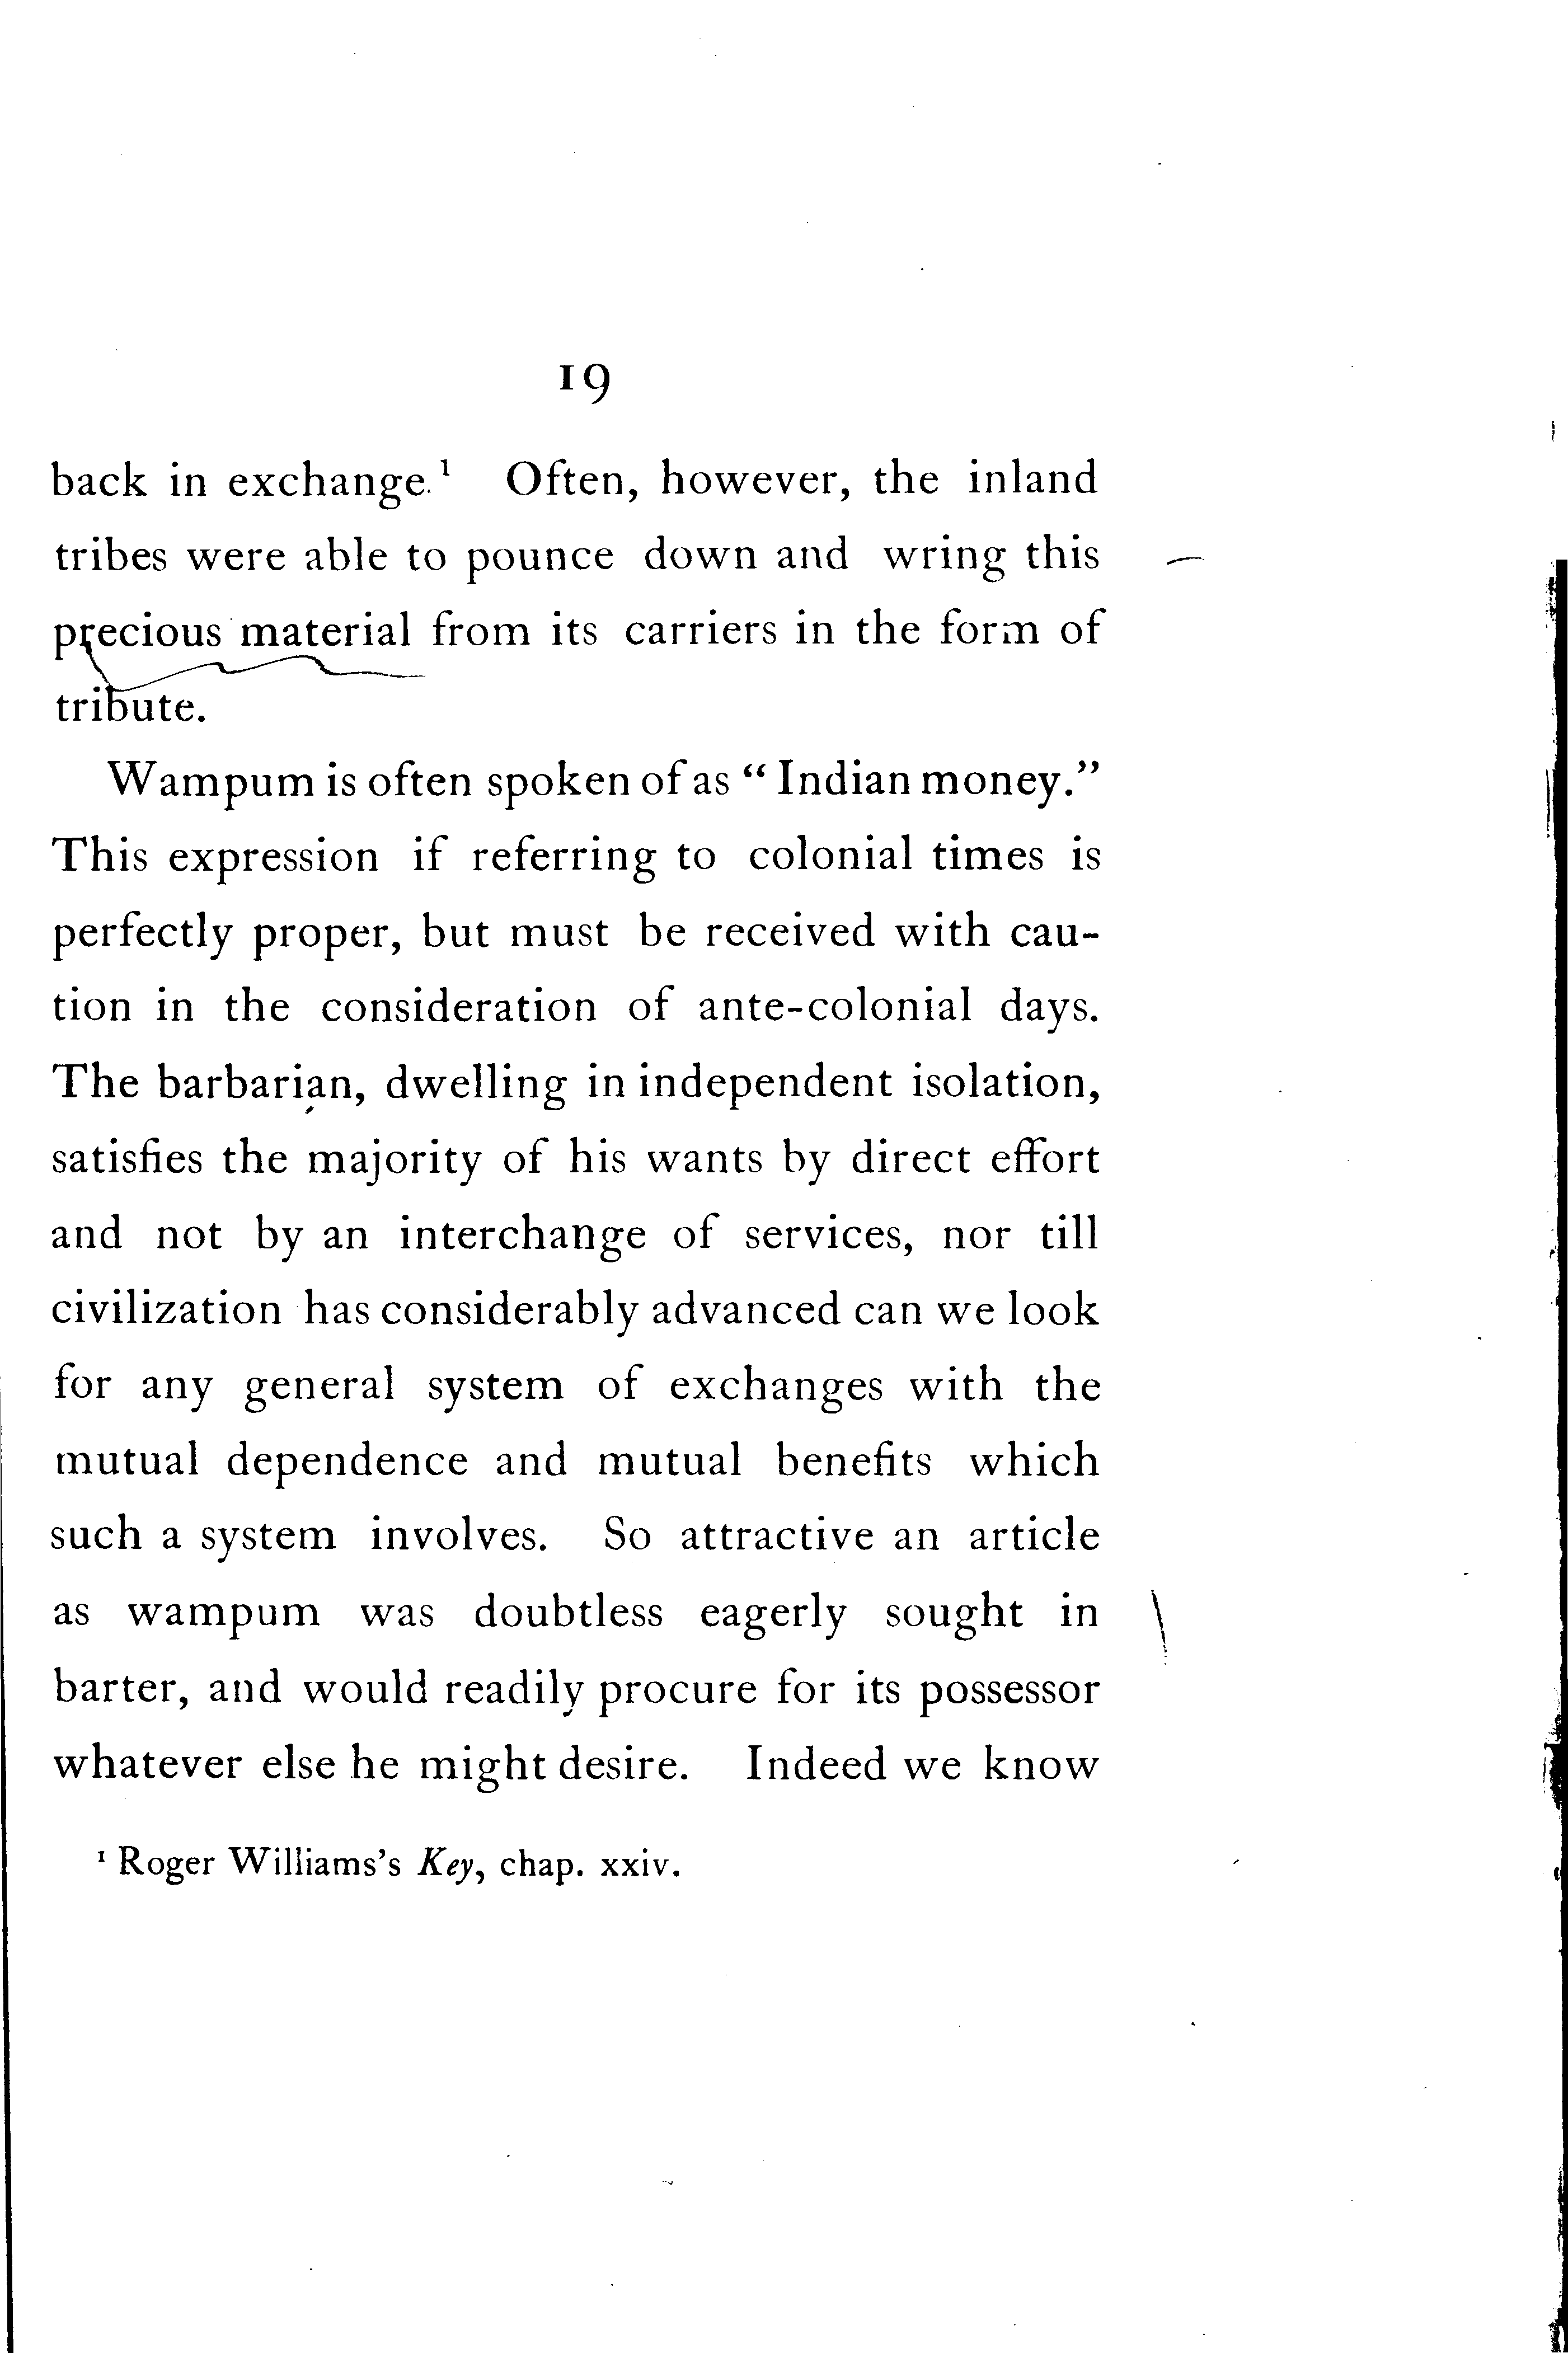 19
back in exchange.¹ Often, however, the inland
tribes were able to pounce down and wring this
precious material from its carriers in the form of
tribute.
Wampum is often spoken of as “ Indian money.”
This expression if referring to colonial times is
perfectly proper, but must be received with cau-
tion in the consideration of ante-colonial days.
The barbarian, dwelling in independent isolation,
satisfies the majority of his wants by direct effort
and not by an interchange of services, nor till
civilization has considerably advanced can we look
for any general system of exchanges with the
mutual dependence and mutual benefits which
such a system involves. So attractive an article
as wampum was doubtless eagerly sought in
barter, and would readily procure for its possessor
whatever else he might desire. Indeed we know
¹ Roger Williams's Key, chap. xxiv.